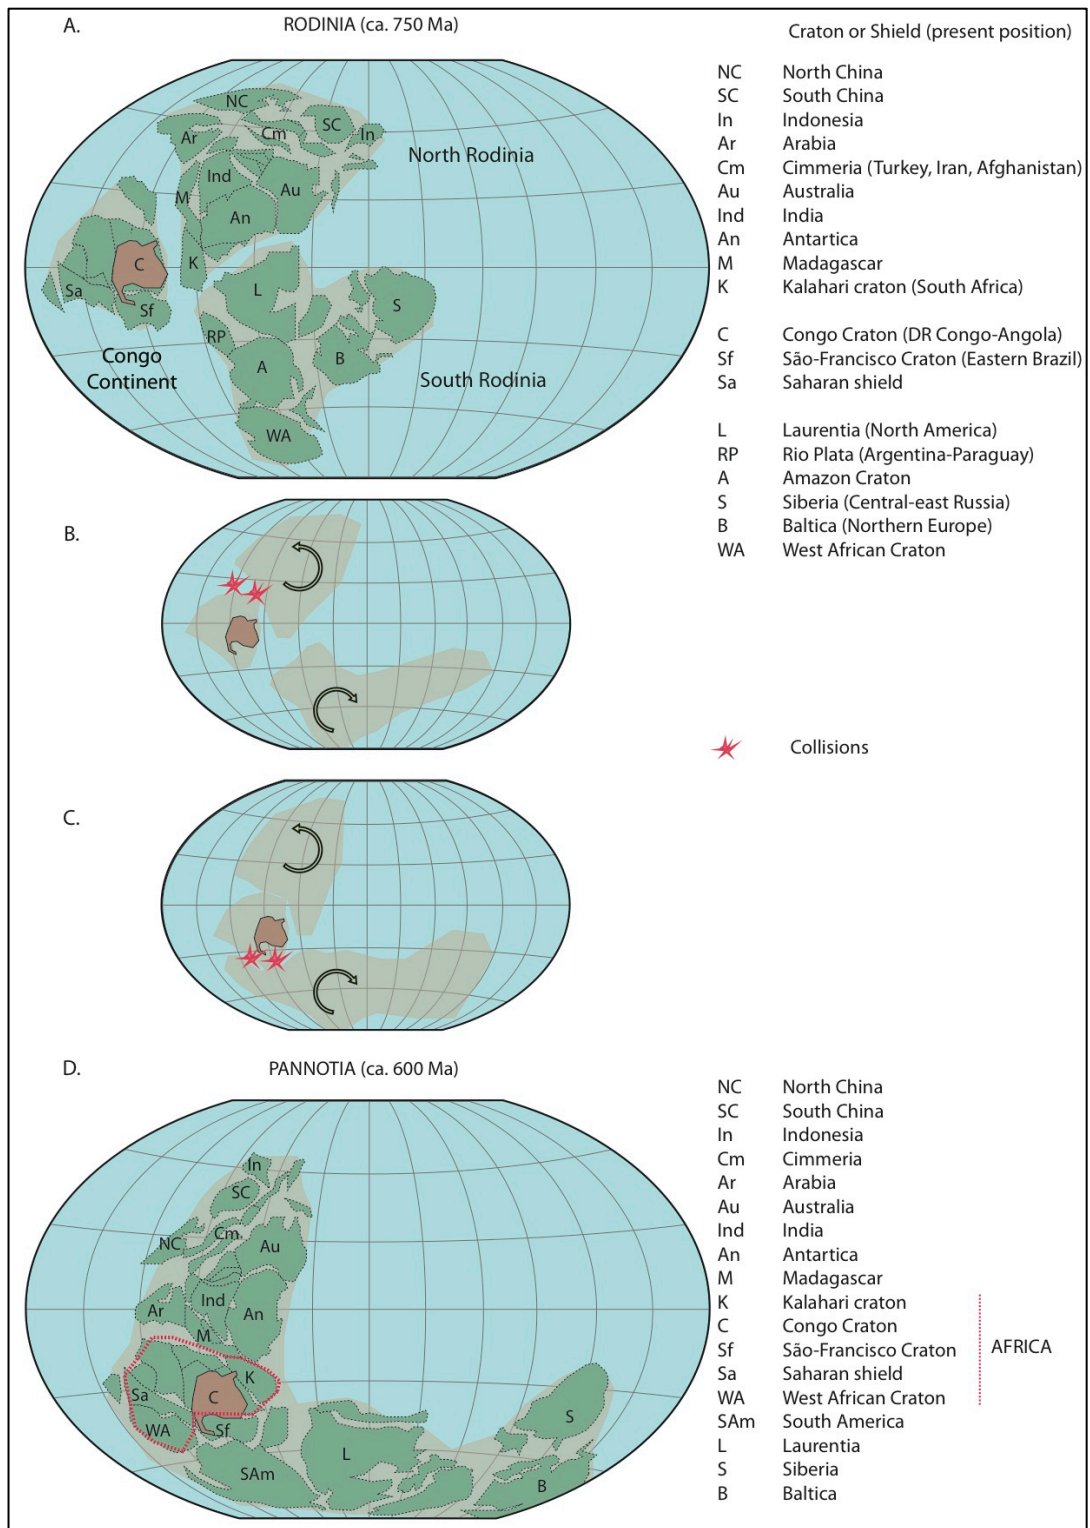 A.
RODINIA (ca. 750 Ma)
Craton or Shield (present position)
NC
SC
In
Ar
Cm
Ind
Au
M
An
K
C
Sa
Sf
L
S
RP
B
A
WA
North Rodinia
Congo
Continent
South Rodinia
NC North China
SC South China
In Indonesia
Ar Arabia
Cm Cimmeria (Turkey, Iran, Afghanistan)
Au Australia
Ind India
An Antartica
M Madagascar
K Kalahari craton (South Africa)
C Congo Craton (DR Congo-Angola)
Sf São-Francisco Craton (Eastern Brazil)
Sa Saharan shield
L Laurentia (North America)
RP Rio Plata (Argentina-Paraguay)
A Amazon Craton
S Siberia (Central-east Russia)
B Baltica (Northern Europe)
WA West African Craton
B.
Collisions
C.
D.
PANNOTIA (ca. 600 Ma)
In
SC
NC
Cm
Au
Ar
Ind
An
M
Sa
C
K
WA
Sf
SAm
L
S
B
NC North China
SC South China
In Indonesia
Cm Cimmeria
Ar Arabia
Au Australia
Ind India
An Antartica
M Madagascar
K Kalahari craton
C Congo Craton
Sf São-Francisco Craton
Sa Saharan shield
WA West African Craton
AFRICA
SAm South America
L Laurentia
S Siberia
B Baltica